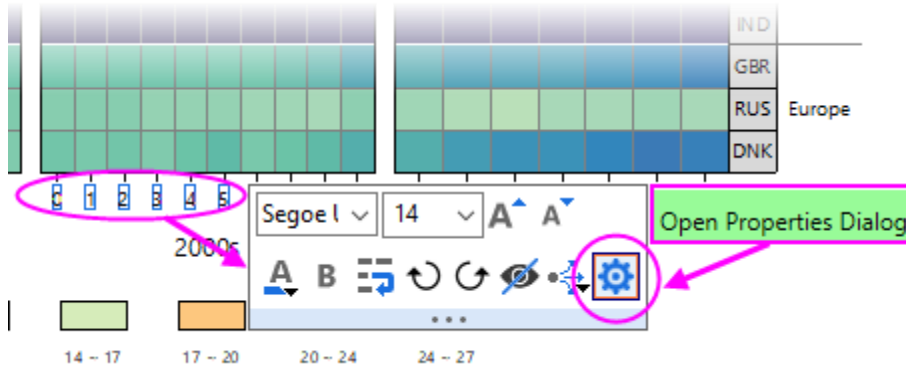 IND
GBR
RUS Europe
DNK
0 1 2 3 4 5
Segoe 14 A A
Open Properties Dialog
2000s
A B
14 ~ 17 17 ~ 20 20 ~ 24 24 ~ 27